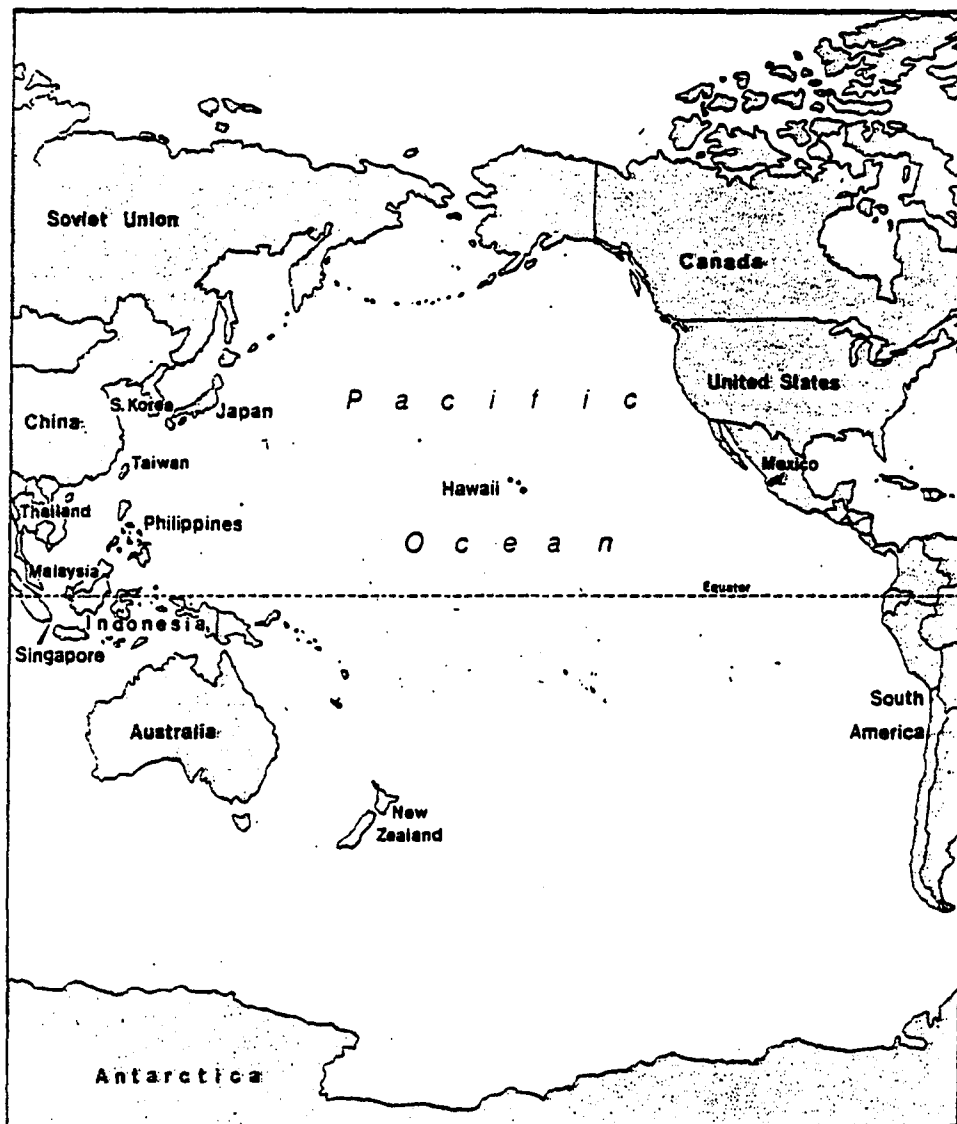 Soviet Union
Canada
United States
Pacific
S. Korea
Japan
China
Mexico
Taiwan
Hawaii
Thailand
Philippines
Ocean
Malaysia
Equator
Indonesia
Singapore
South
America
Australia
New
Zealand
Antarctica